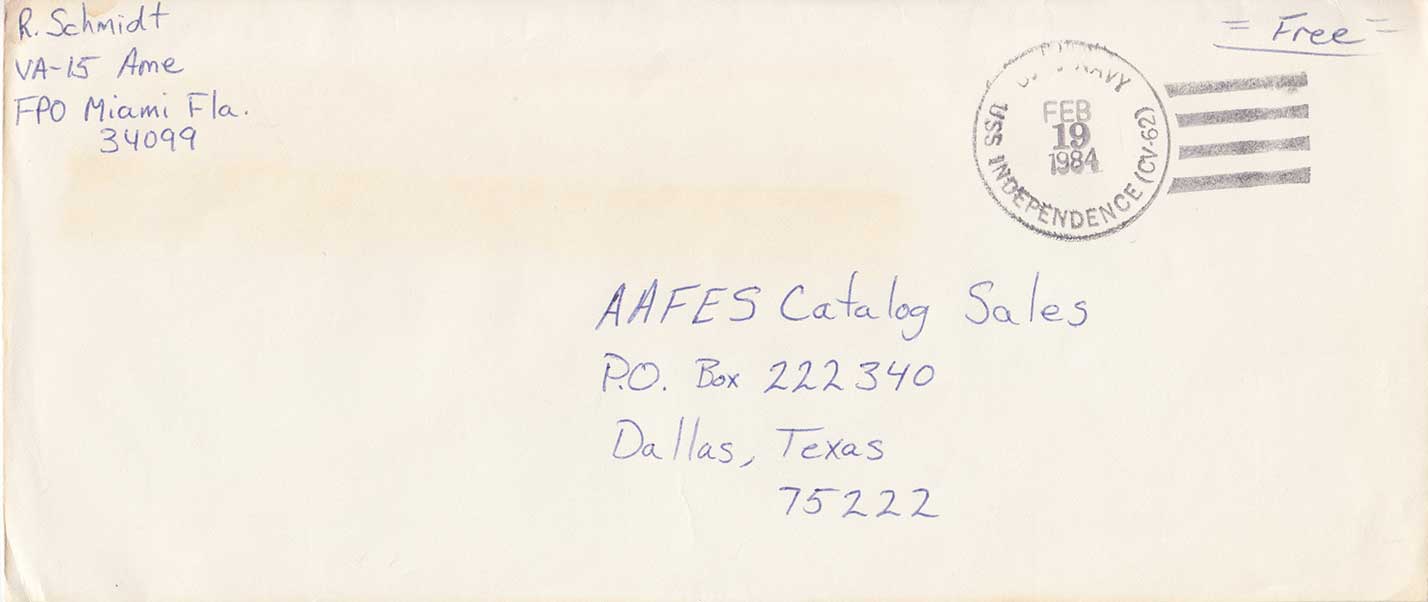 R. Schmidt
VA-15 Ame
FPO Miami Fla.
34099
= Free =
NAVY
FEB
19
1984
USS INDEPENDENCE (CV-62)
AAFES Catalog Sales
P.O. Box 222340
Dallas, Texas
75222